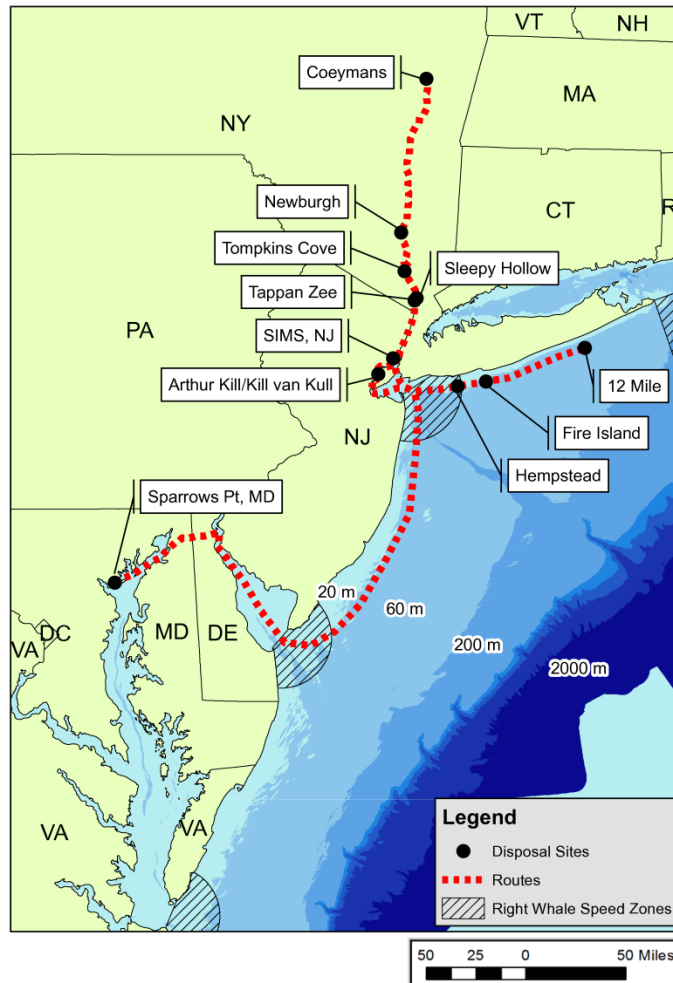 VT
NH
Coeymans
MA
NY
Newburgh
CT
R
Tompkins Cove
Sleepy Hollow
Tappan Zee
PA
SIMS, NJ
Arthur Kill/Kill van Kull
12 Mile
Fire Island
NJ
Hempstead
Sparrows Pt, MD
20 m
60 m
DC
MD
DE
VA
200 m
2000 m
VA
VA
Legend
Disposal Sites
Routes
Right Whale Speed Zones
50 25 0 50 Miles